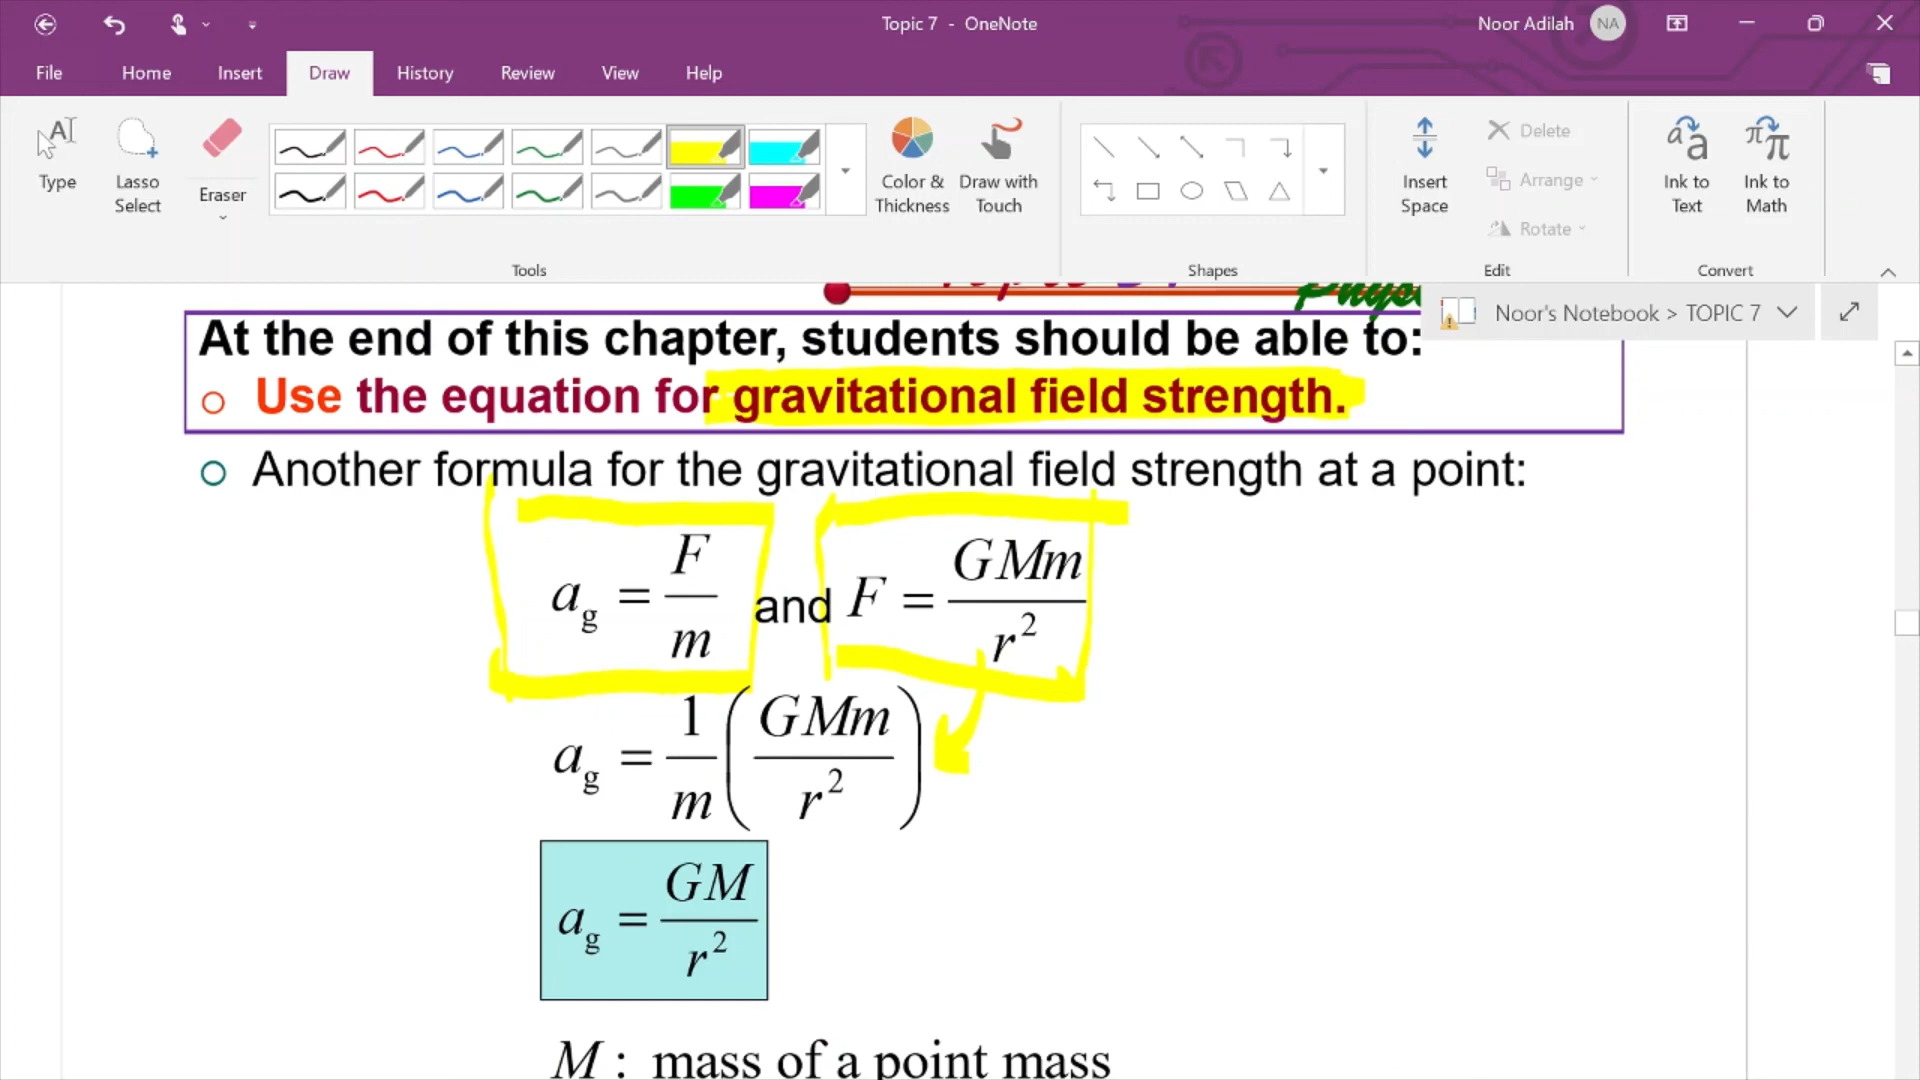 Topic 7 - OneNote
Noor Adilah NA
File Home Insert Draw History Review View Help
Type
Lasso Select
Eraser
Color & Thickness
Draw with Touch
Insert Space
Delete
Arrange
Rotate
Ink to Text
Ink to Math
Tools Shapes Edit Convert
Noor's Notebook > TOPIC 7
At the end of this chapter, students should be able to:
Use the equation for gravitational field strength.
Another formula for the gravitational field strength at a point:
a_g = F/m and F = GMm/r²
a_g = 1/m (GMm/r²)
a_g = GM/r²
M : mass of a point mass